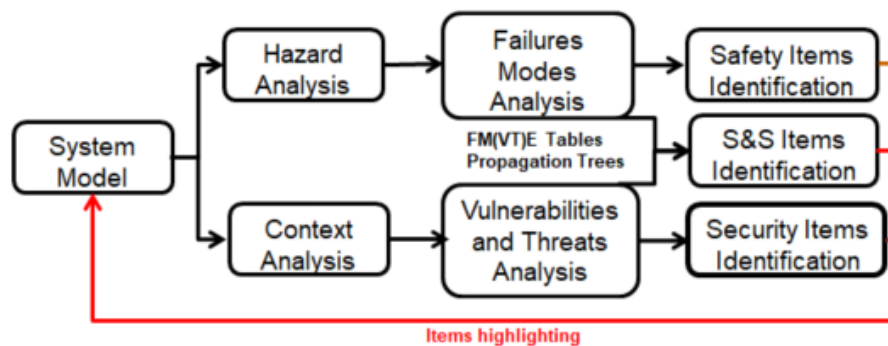 Hazard
Analysis
Failures
Modes
Analysis
Safety Items
Identification
System
Model
FM(VT)E Tables
Propagation Trees
S&S Items
Identification
Context
Analysis
Vulnerabilities
and Threats
Analysis
Security Items
Identification
Items highlighting